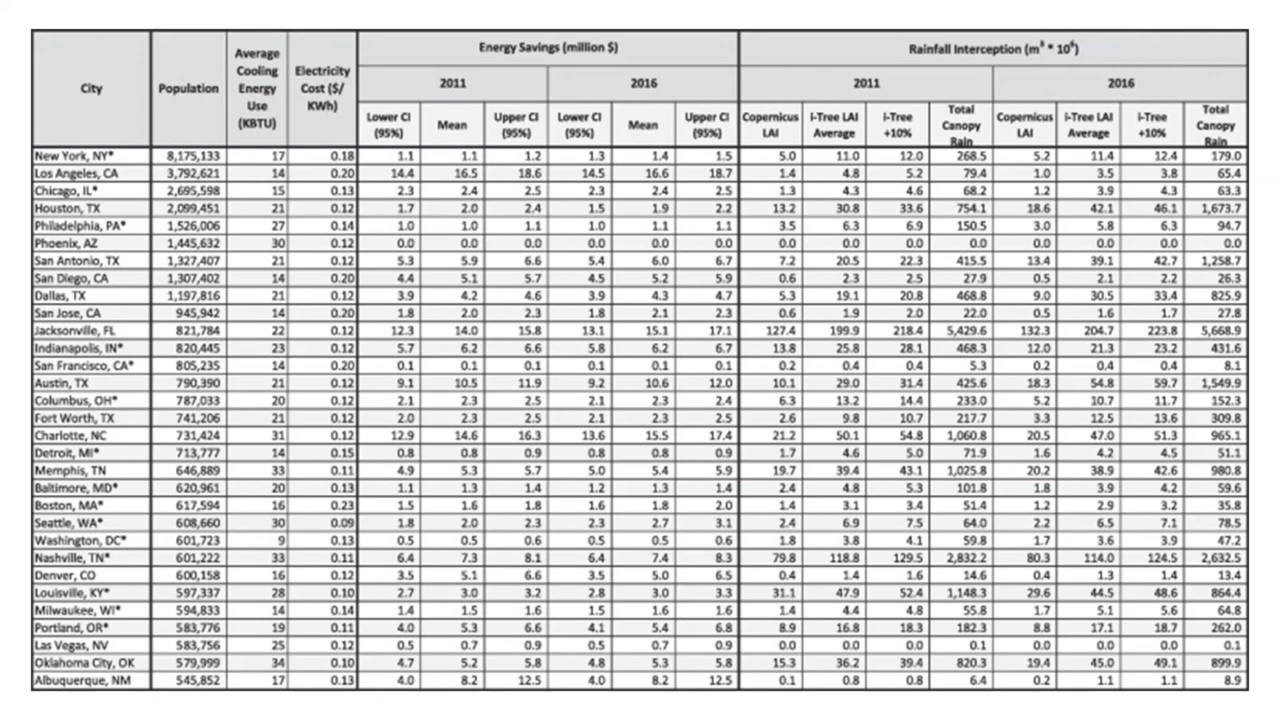 Energy Savings (million $) Rainfall Interception (m³ * 10⁶)
City Population Average Cooling Energy Use (KBTU) Electricity Cost ($/KWh) 2011 2016 2011 2016
Lower CI (95%) Mean Upper CI (95%) Lower CI (95%) Mean Upper CI (95%) Copernicus LAI i-Tree LAI Average i-Tree +10% Total Canopy Rain Copernicus LAI i-Tree LAI Average i-Tree +10% Total Canopy Rain
New York, NY* 8,175,133 17 0.18 1.1 1.1 1.2 1.3 1.4 1.5 5.0 11.0 12.0 268.5 5.2 11.4 12.4 179.0
Los Angeles, CA 3,792,621 14 0.20 14.4 16.5 18.6 14.5 16.6 18.7 1.4 4.8 5.2 79.4 1.0 3.5 3.8 65.4
Chicago, IL* 2,695,598 15 0.13 2.3 2.4 2.5 2.3 2.4 2.5 1.3 4.3 4.6 68.2 1.2 3.9 4.3 63.3
Houston, TX 2,099,451 21 0.12 1.7 2.0 2.4 1.5 1.9 2.2 13.2 30.8 33.6 754.1 18.6 42.1 46.1 1,673.7
Philadelphia, PA* 1,526,006 27 0.14 1.0 1.0 1.1 1.0 1.1 1.1 3.5 6.3 6.9 150.5 3.0 5.8 6.3 94.7
Phoenix, AZ 1,445,632 30 0.12 0.0 0.0 0.0 0.0 0.0 0.0 0.0 0.0 0.0 0.0 0.0 0.0 0.0 0.0
San Antonio, TX 1,327,407 21 0.12 5.3 5.9 6.6 5.4 6.0 6.7 7.2 20.5 22.3 415.5 13.4 39.1 42.7 1,258.7
San Diego, CA 1,307,402 14 0.20 4.4 5.1 5.7 4.5 5.2 5.9 0.6 2.3 2.5 27.9 0.5 2.1 2.2 26.3
Dallas, TX 1,197,816 21 0.12 3.9 4.2 4.6 3.9 4.3 4.7 5.3 19.1 20.8 468.8 9.0 30.5 33.4 825.9
San Jose, CA 945,942 14 0.20 1.8 2.0 2.3 1.8 2.1 2.3 0.6 1.9 2.0 22.0 0.5 1.6 1.7 27.8
Jacksonville, FL 821,784 22 0.12 12.3 14.0 15.8 13.1 15.1 17.1 127.4 199.9 218.4 5,429.6 132.3 204.7 223.8 5,668.9
Indianapolis, IN* 820,445 23 0.12 5.7 6.2 6.6 5.8 6.2 6.7 13.8 25.8 28.1 468.3 12.0 21.3 23.2 431.6
San Francisco, CA* 805,235 14 0.20 0.1 0.1 0.1 0.1 0.1 0.1 0.2 0.4 0.4 5.3 0.2 0.4 0.4 8.1
Austin, TX 790,390 21 0.12 9.1 10.5 11.9 9.2 10.6 12.0 10.1 29.0 31.4 425.6 18.3 54.8 59.7 1,549.9
Columbus, OH* 787,033 20 0.12 2.1 2.3 2.5 2.1 2.3 2.4 6.3 13.2 14.4 233.0 5.2 10.7 11.7 152.3
Fort Worth, TX 741,206 21 0.12 2.0 2.3 2.5 2.1 2.3 2.5 2.6 9.8 10.7 217.7 3.3 12.5 13.6 309.8
Charlotte, NC 731,424 31 0.12 12.9 14.6 16.3 13.6 15.5 17.4 21.2 50.1 54.8 1,060.8 20.5 47.0 51.3 965.1
Detroit, MI* 713,777 14 0.15 0.8 0.8 0.9 0.8 0.8 0.9 1.7 4.6 5.0 71.9 1.6 4.2 4.5 51.1
Memphis, TN 646,889 33 0.11 4.9 5.3 5.7 5.0 5.4 5.9 19.7 39.4 43.1 1,025.8 20.2 38.9 42.6 980.8
Baltimore, MD* 620,961 20 0.13 1.1 1.3 1.4 1.2 1.3 1.4 2.4 4.8 5.3 101.8 1.8 3.9 4.2 59.6
Boston, MA* 617,594 16 0.23 1.5 1.6 1.8 1.6 1.8 2.0 1.4 3.1 3.4 51.4 1.2 2.9 3.2 35.8
Seattle, WA* 608,660 30 0.09 1.8 2.0 2.3 2.3 2.7 3.1 2.4 6.9 7.5 64.0 2.2 6.5 7.1 78.5
Washington, DC* 601,723 9 0.13 0.5 0.5 0.6 0.5 0.5 0.6 1.8 3.8 4.1 59.8 1.7 3.6 3.9 47.2
Nashville, TN* 601,222 33 0.11 6.4 7.3 8.1 6.4 7.4 8.3 79.8 118.8 129.5 2,832.2 80.3 114.0 124.5 2,632.5
Denver, CO 600,158 16 0.12 3.5 5.1 6.6 3.5 5.0 6.5 0.4 1.4 1.6 14.6 0.4 1.3 1.4 13.4
Louisville, KY* 597,337 28 0.10 2.7 3.0 3.2 2.8 3.0 3.3 31.1 47.9 52.4 1,148.3 29.6 44.5 48.6 864.4
Milwaukee, WI* 594,833 14 0.14 1.4 1.5 1.6 1.5 1.6 1.6 1.4 4.4 4.8 55.8 1.7 5.1 5.6 64.8
Portland, OR* 583,776 19 0.11 4.0 5.3 6.6 4.1 5.4 6.8 8.9 16.8 18.3 182.3 8.8 17.1 18.7 262.0
Las Vegas, NV 583,756 25 0.12 0.5 0.7 0.9 0.5 0.7 0.9 0.0 0.0 0.0 0.1 0.0 0.0 0.0 0.1
Oklahoma City, OK 579,999 34 0.10 4.7 5.2 5.8 4.8 5.3 5.8 15.3 36.2 39.4 820.3 19.4 45.0 49.1 899.9
Albuquerque, NM 545,852 17 0.13 4.0 8.2 12.5 4.0 8.2 12.5 0.1 0.8 0.8 6.4 0.2 1.1 1.1 8.9